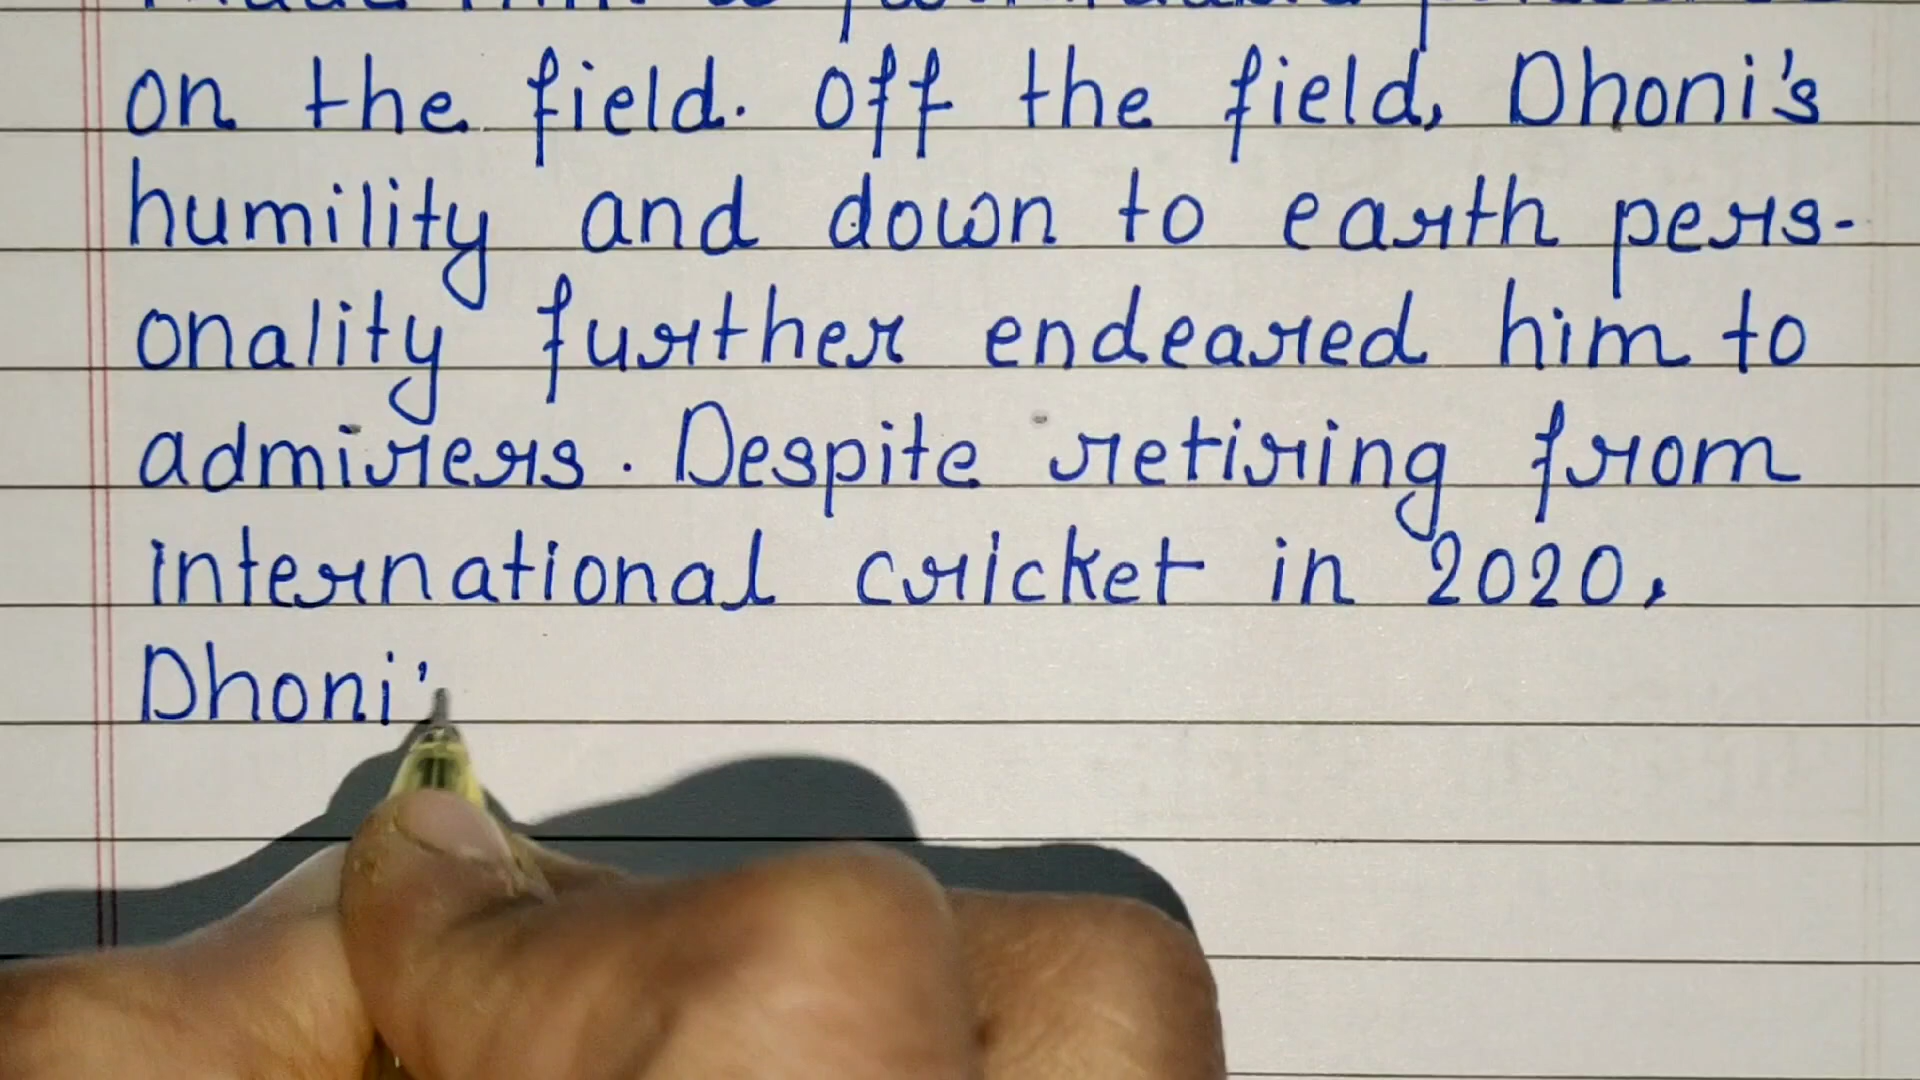 on the field. Off the field, Dhoni's
humility and down to earth pers-
onality further endeared him to
admirers. Despite retiring from
international cricket in 2020,
Dhoni'